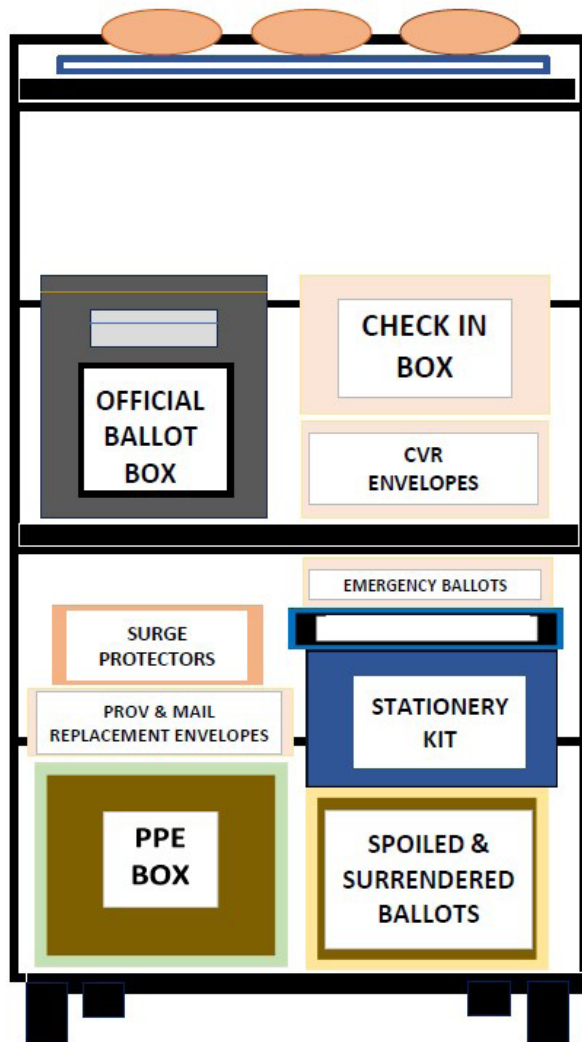 OFFICIAL
BALLOT
BOX
CHECK IN
BOX
CVR
ENVELOPES
EMERGENCY BALLOTS
SURGE
PROTECTORS
PROV & MAIL
REPLACEMENT ENVELOPES
STATIONERY
KIT
PPE
BOX
SPOILED &
SURRENDERED
BALLOTS